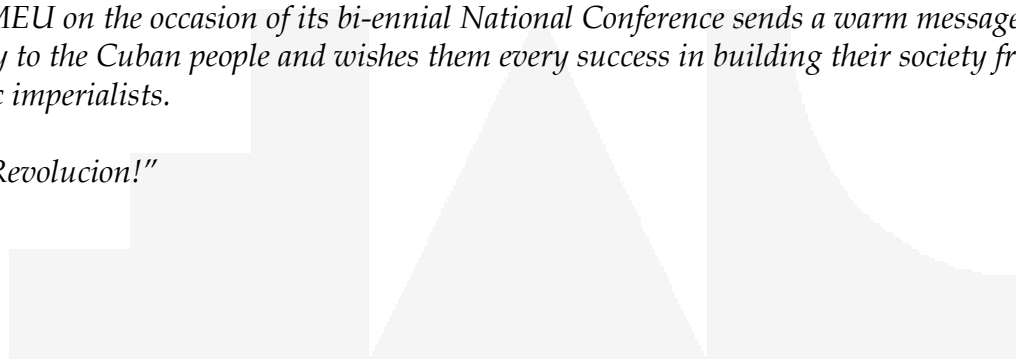 MEU on the occasion of its bi-ennial National Conference sends a warm message
y to the Cuban people and wishes them every success in building their society fr
c imperialists.
Revolucion!”